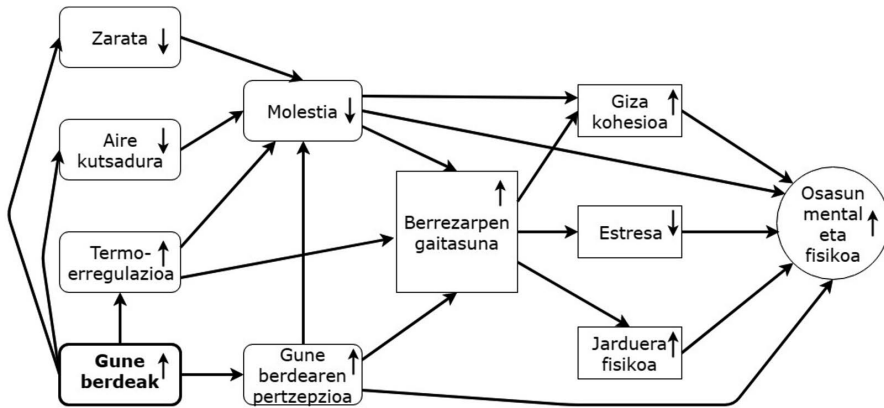 Zarata
Molestia
Giza
kohesioa
Aire
kutsadura
Berrezarpen
gaitasuna
Osasun
mental
eta
fisikoa
Estresa
Termo-
erregulazioa
Gune
berdeak
Gune
berdearen
pertzepzioa
Jarduera
fisikoa